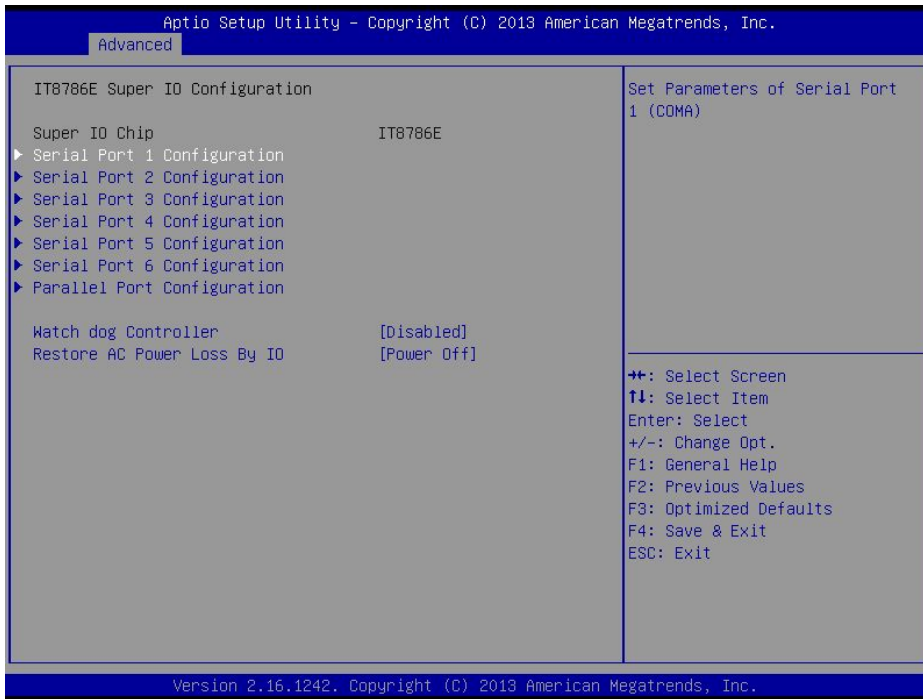 Aptio Setup Utility – Copyright (C) 2013 American Megatrends, Inc.
Advanced
IT8786E Super IO Configuration
Super IO Chip IT8786E
▶ Serial Port 1 Configuration
▶ Serial Port 2 Configuration
▶ Serial Port 3 Configuration
▶ Serial Port 4 Configuration
▶ Serial Port 5 Configuration
▶ Serial Port 6 Configuration
▶ Parallel Port Configuration
Watch dog Controller [Disabled]
Restore AC Power Loss By IO [Power Off]
Set Parameters of Serial Port
1 (COMA)
→←: Select Screen
↑↓: Select Item
Enter: Select
+/-: Change Opt.
F1: General Help
F2: Previous Values
F3: Optimized Defaults
F4: Save & Exit
ESC: Exit
Version 2.16.1242. Copyright (C) 2013 American Megatrends, Inc.